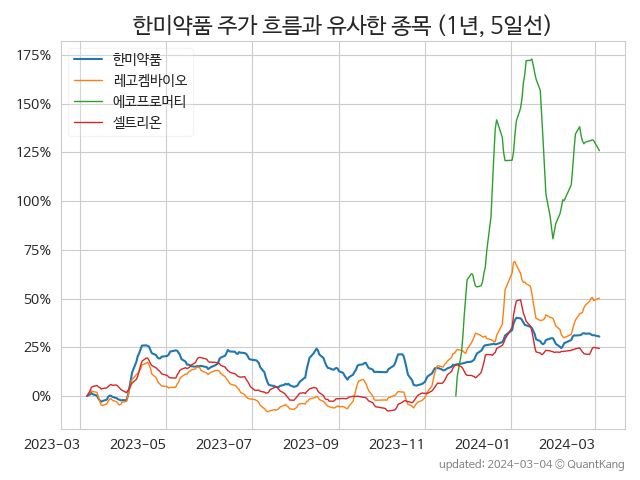 한미약품 주가 흐름과 유사한 종목 (1년, 5일선)
175%
150%
125%
100%
75%
50%
25%
0%
한미약품
레고켐바이오
에코프로머티
셀트리온
2023-03
2023-05
2023-07
2023-09
2023-11
2024-01
2024-03
updated: 2024-03-04 © QuantKang